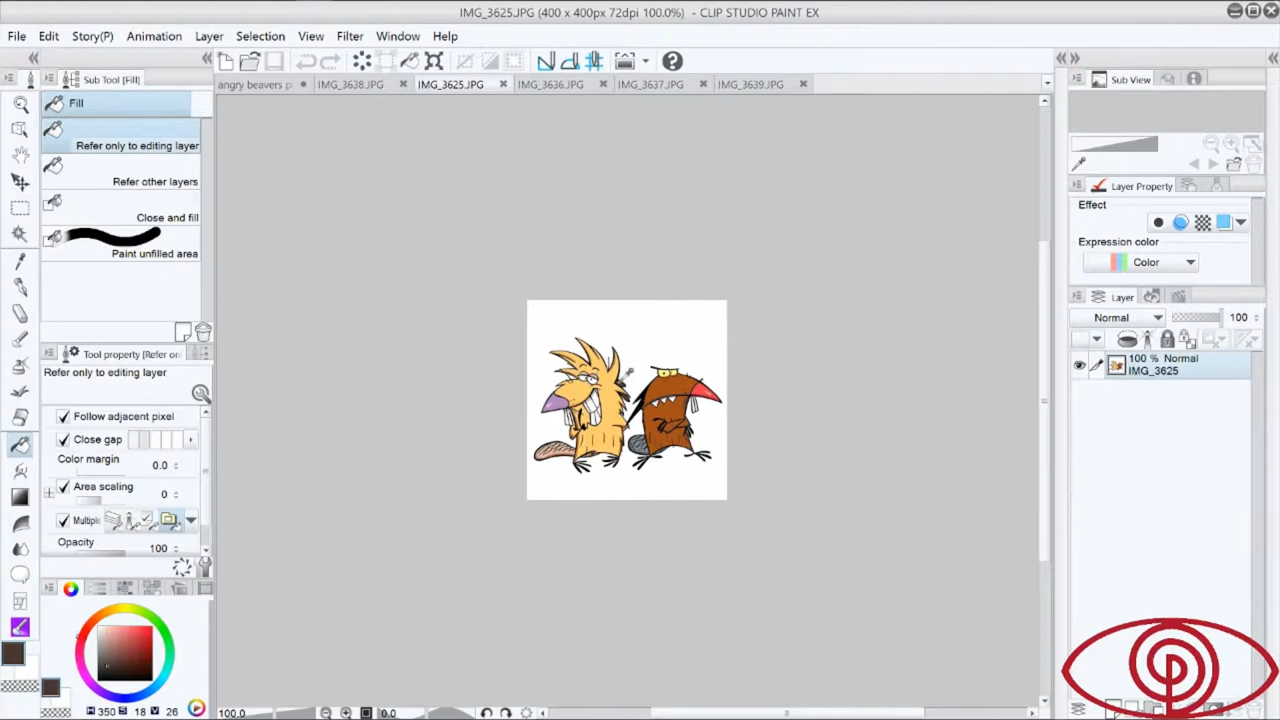 IMG_3625.JPG (400 x 400px 72dpi 100.0%) - CLIP STUDIO PAINT EX
File Edit Story(P) Animation Layer Selection View Filter Window Help
Sub Tool [Fill]
angry beavers p IMG_3638.JPG IMG_3625.JPG IMG_3636.JPG IMG_3637.JPG IMG_3639.JPG
Sub View
Fill
Refer only to editing layer
Refer other layers
Close and fill
Paint unfilled area
Layer Property
Effect
Expression color
Color
Layer
Normal 100
100 % Normal
IMG_3625
Tool property [Refer on
Refer only to editing layer
Follow adjacent pixel
Close gap
Color margin
0.0
Area scaling 0
Multiple
Opacity
100
H 350 S 18 V 26
100.0 0.0